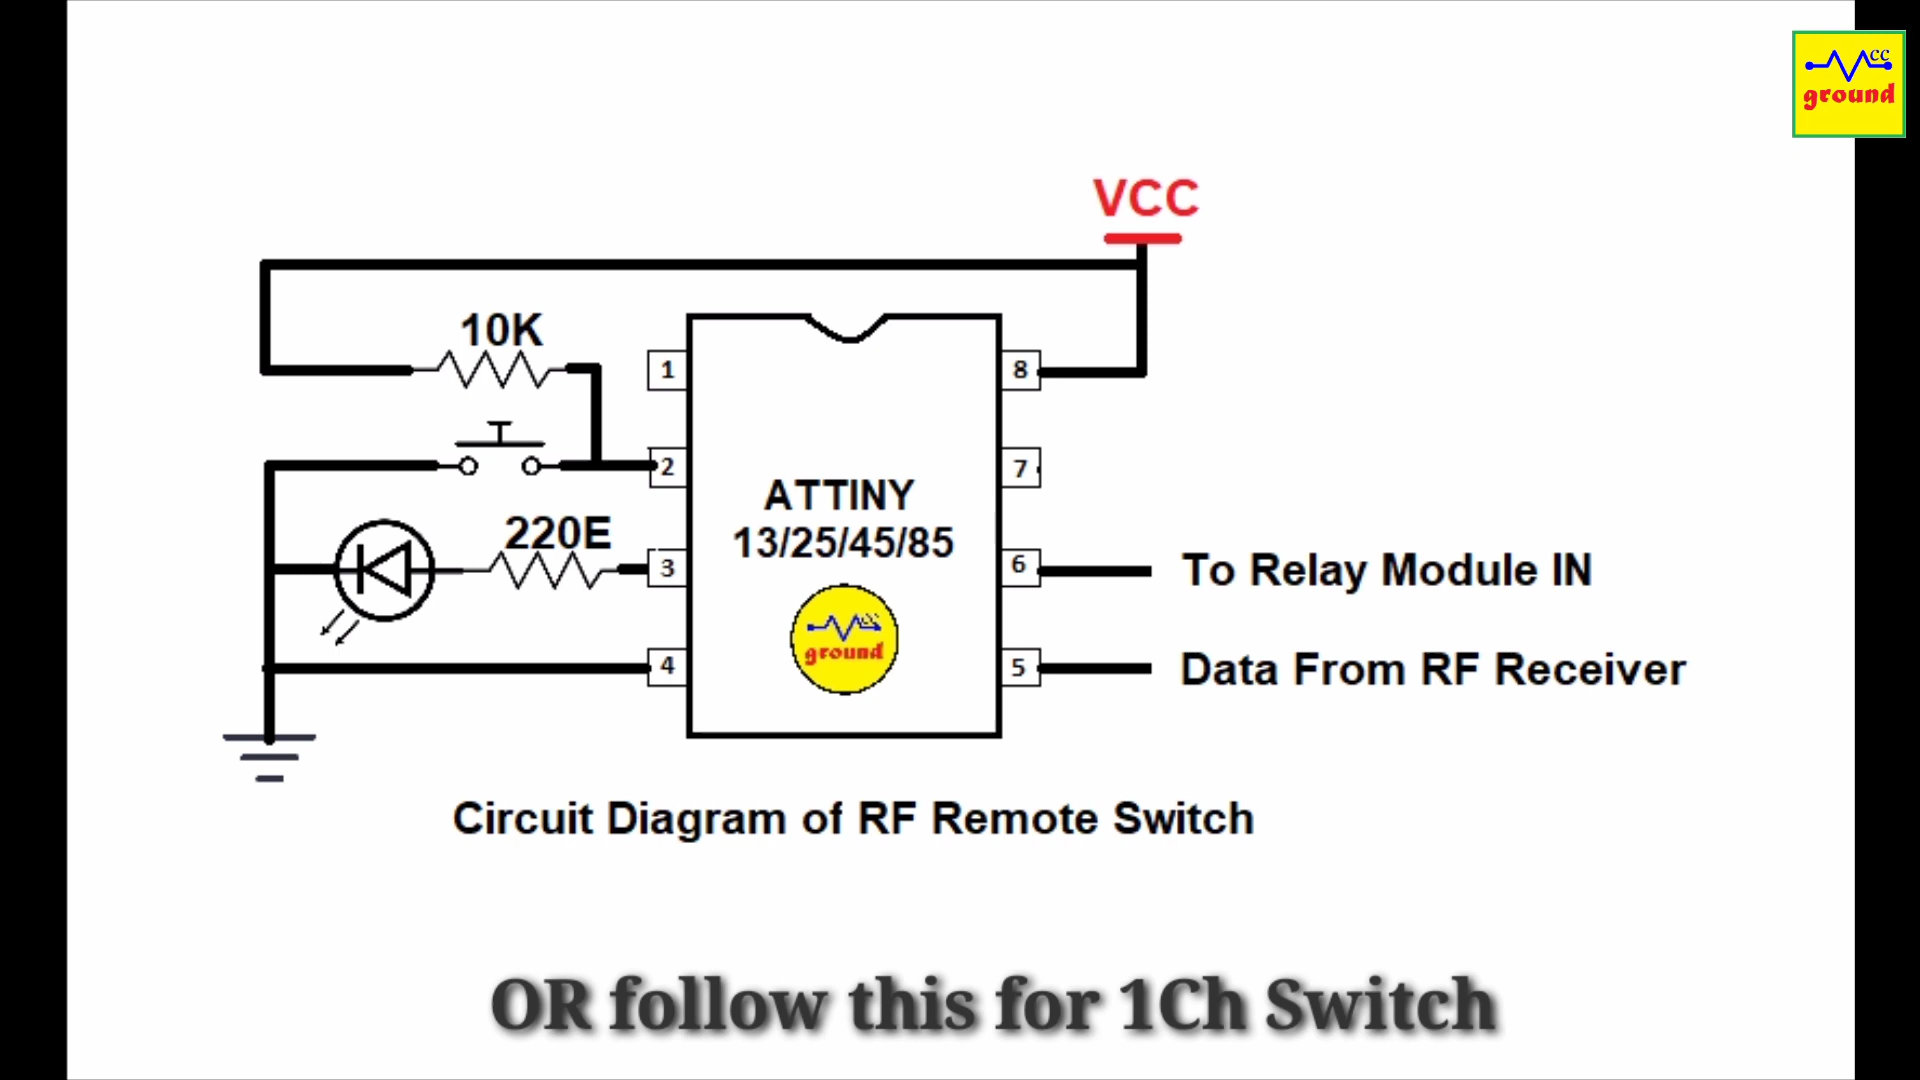 cc
ground
VCC
10K
1
8
2
7
ATTINY
13/25/45/85
220E
3
6
To Relay Module IN
cc
ground
4
5
Data From RF Receiver
Circuit Diagram of RF Remote Switch
OR follow this for 1Ch Switch